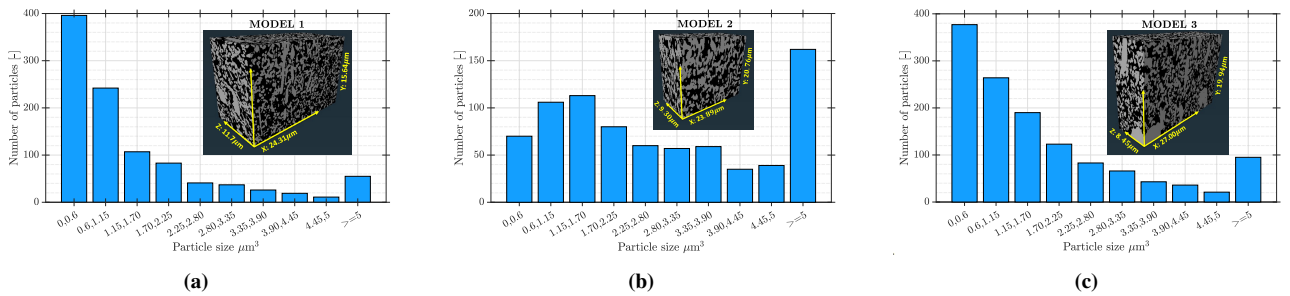 MODEL 1
Number of particles [-]
400
300
200
100
0
Z: 11.7μm
X: 24.31μm
Y: 15.64μm
0,0.6
0.6,1.15
1.15,1.70
1.70,2.25
2.25,2.80
2.80,3.35
3.35,3.90
3.90,4.45
4.45,5
>=5
Particle size μm³
(a)
MODEL 2
Number of particles [-]
200
150
100
50
0
Z: 9.30μm
X: 23.09μm
Y: 20.76μm
0,0.6
0.6,1.15
1.15,1.70
1.70,2.25
2.25,2.80
2.80,3.35
3.35,3.90
3.90,4.45
4.45,5
>=5
Particle size μm³
(b)
MODEL 3
Number of particles [-]
400
300
200
100
0
Z: 8.45μm
X: 27.00μm
Y: 19.94μm
0,0.6
0.6,1.15
1.15,1.70
1.70,2.25
2.25,2.80
2.80,3.35
3.35,3.90
3.90,4.45
4.45,5
>=5
Particle size μm³
(c)